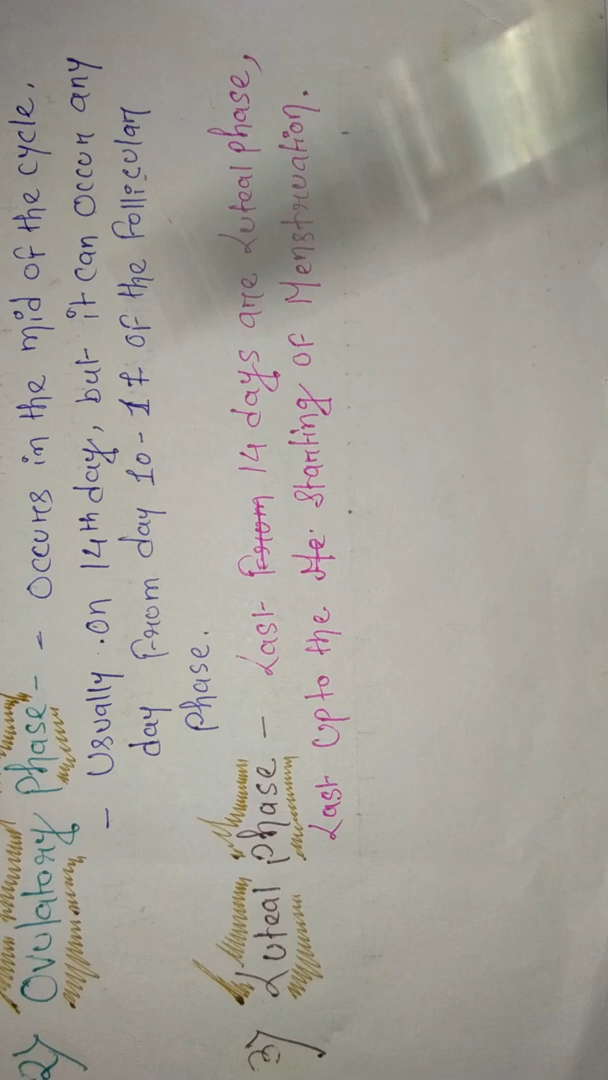 2) Ovulatory Phase - - Occurs in the mid of the cycle.
- Usually on 14th day, but it can occur any
day from day 10-17 of the follicular
phase.
3) Luteal phase - Last from 14 days are Luteal phase,
Last upto the Me. Starting of Menstruation.